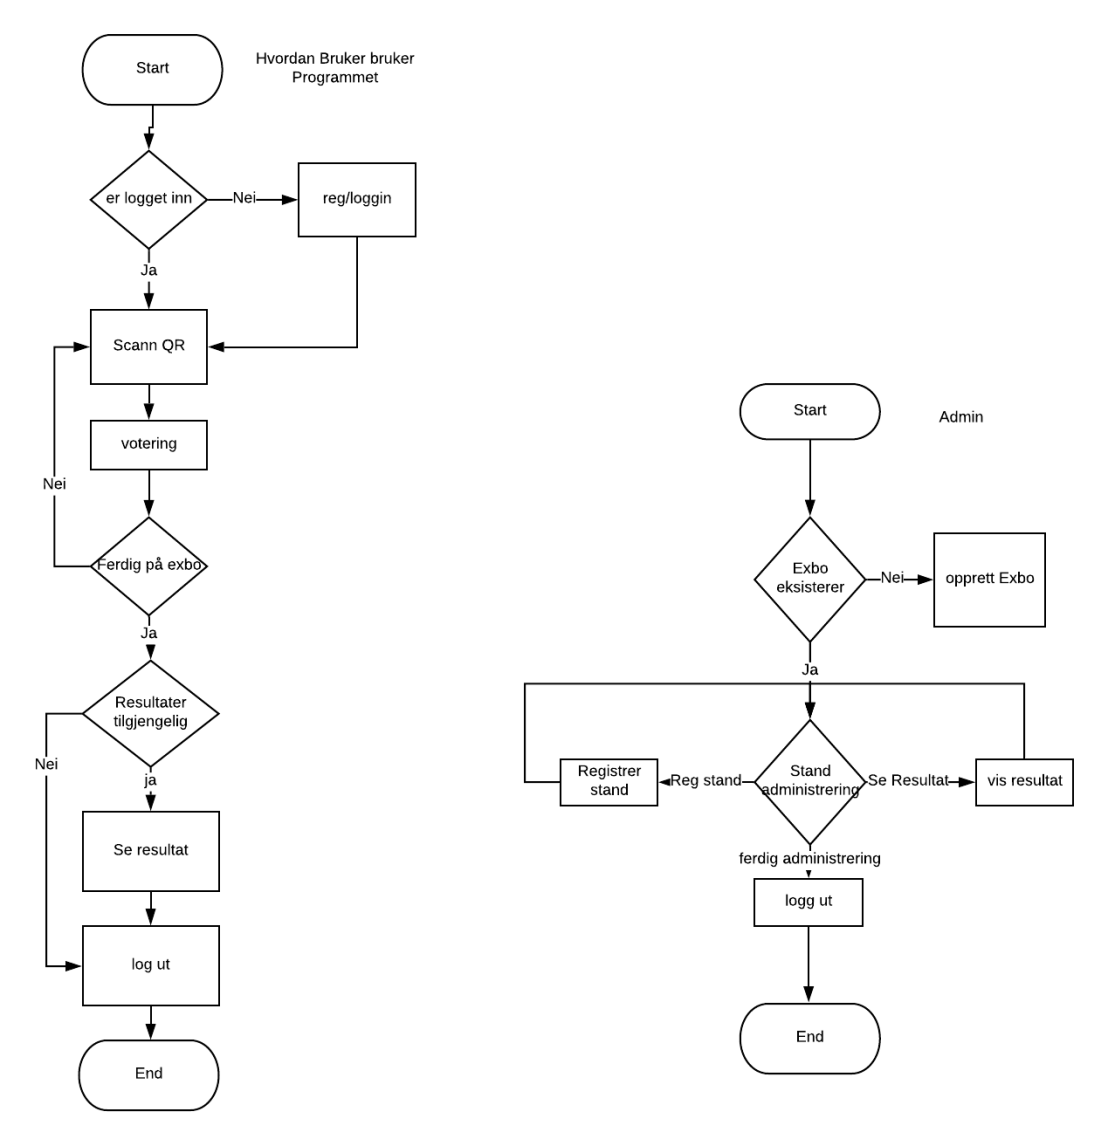 Start
Hvordan Bruker bruker
Programmet
er logget inn
Nei
reg/loggin
Ja
Scann QR
votering
Nei
Ferdig på exbo
Ja
Resultater
tilgjengelig
Nei
ja
Se resultat
log ut
End
Start
Admin
Exbo
eksisterer
Nei
opprett Exbo
Ja
Registrer
stand
Reg stand
Stand
administrering
Se Resultat
vis resultat
ferdig administrering
logg ut
End